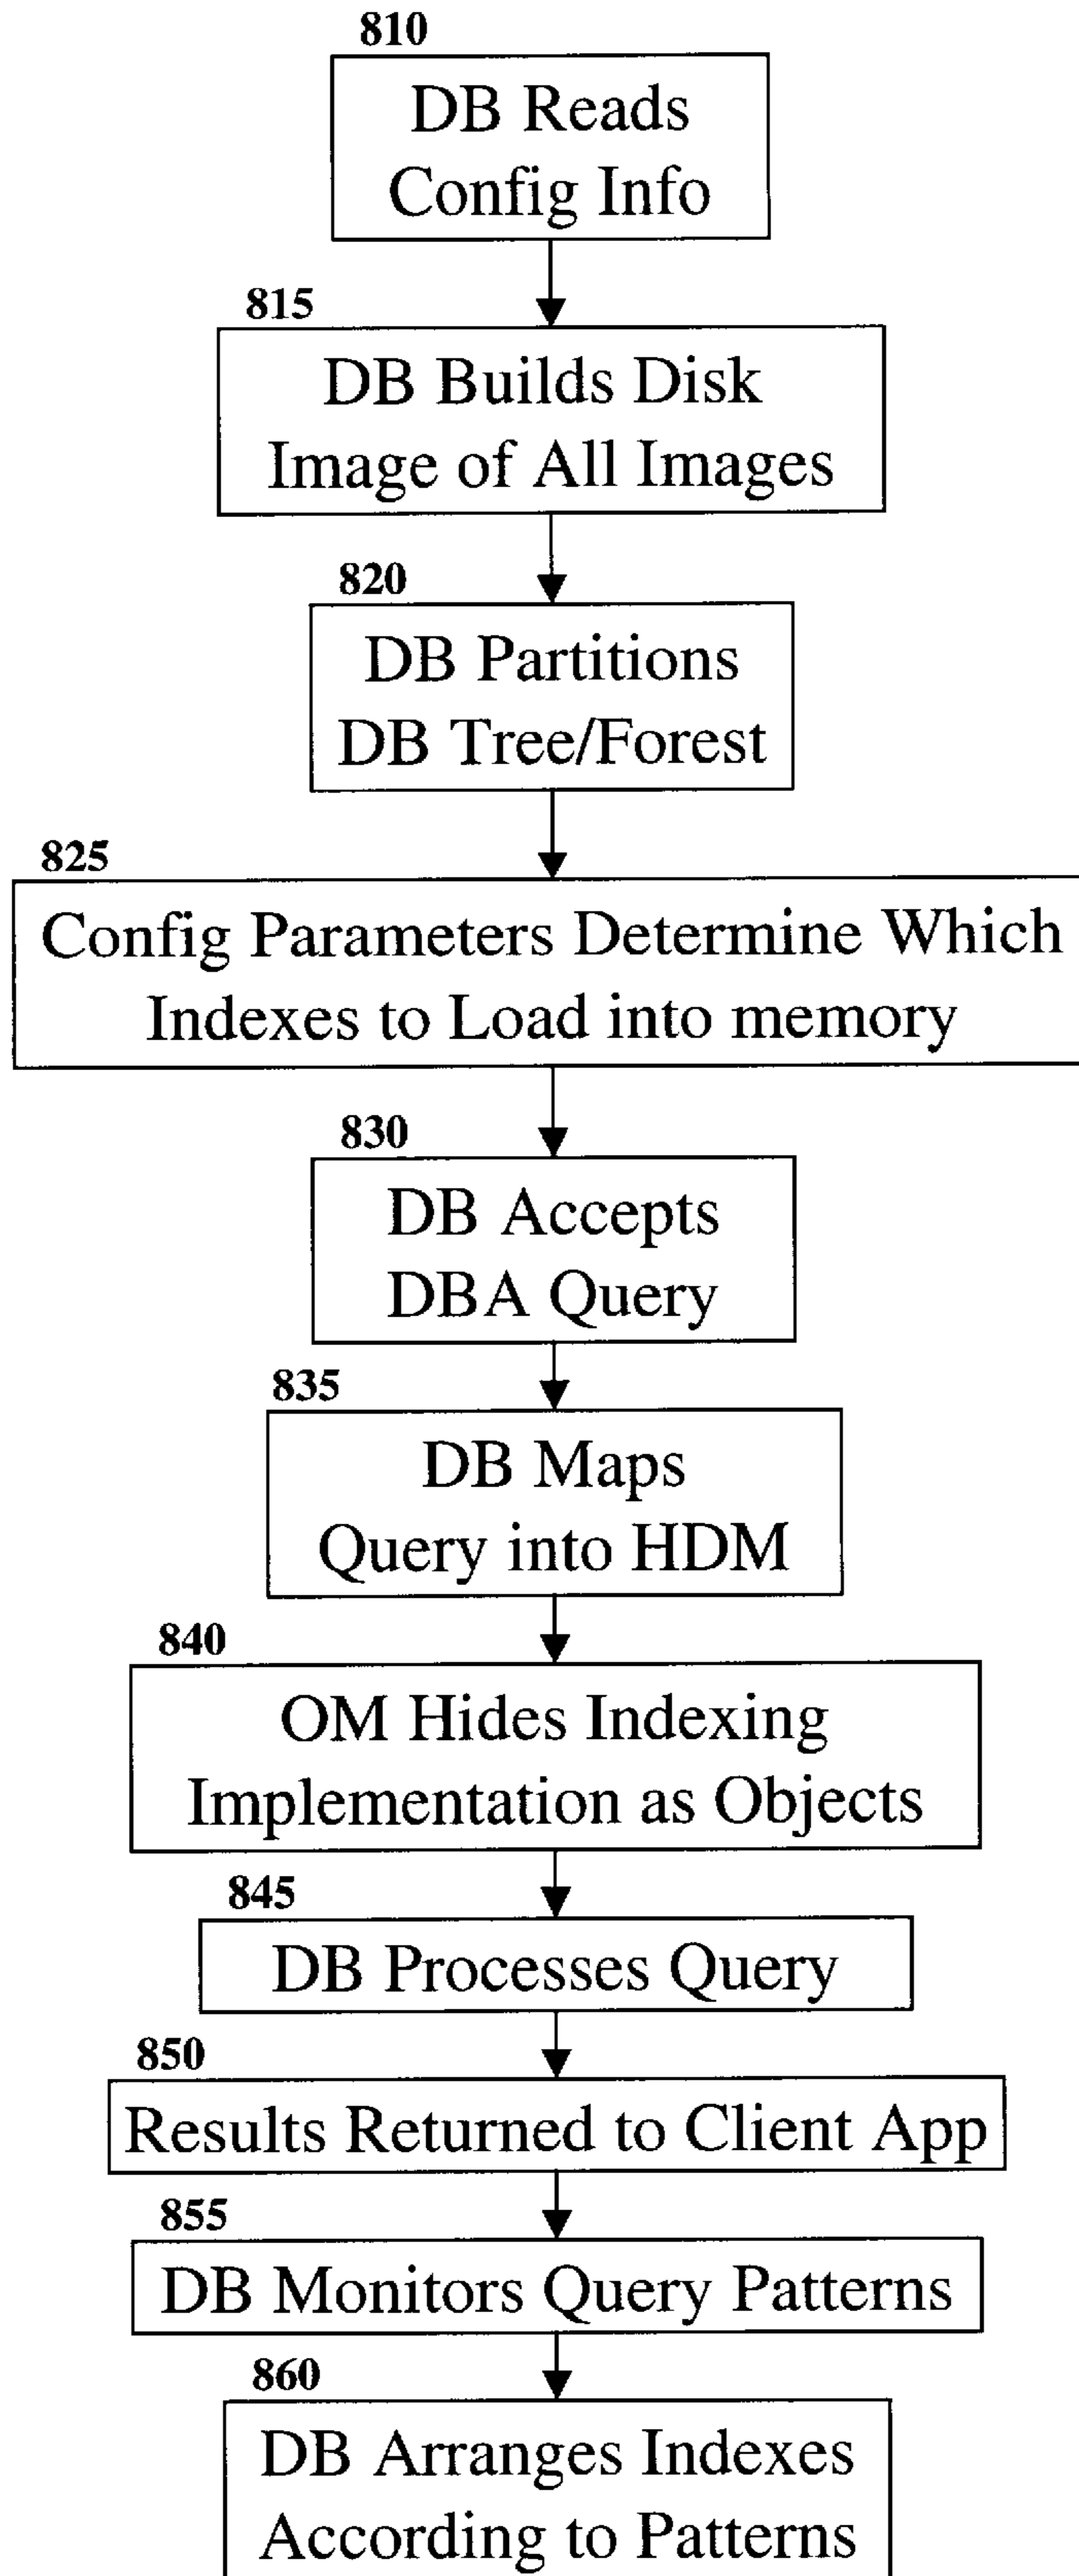 810
DB Reads
Config Info
815
DB Builds Disk
Image of All Images
820
DB Partitions
DB Tree/Forest
825
Config Parameters Determine Which
Indexes to Load into memory
830
DB Accepts
DBA Query
835
DB Maps
Query into HDM
840
OM Hides Indexing
Implementation as Objects
845
DB Processes Query
850
Results Returned to Client App
855
DB Monitors Query Patterns
860
DB Arranges Indexes
According to Patterns